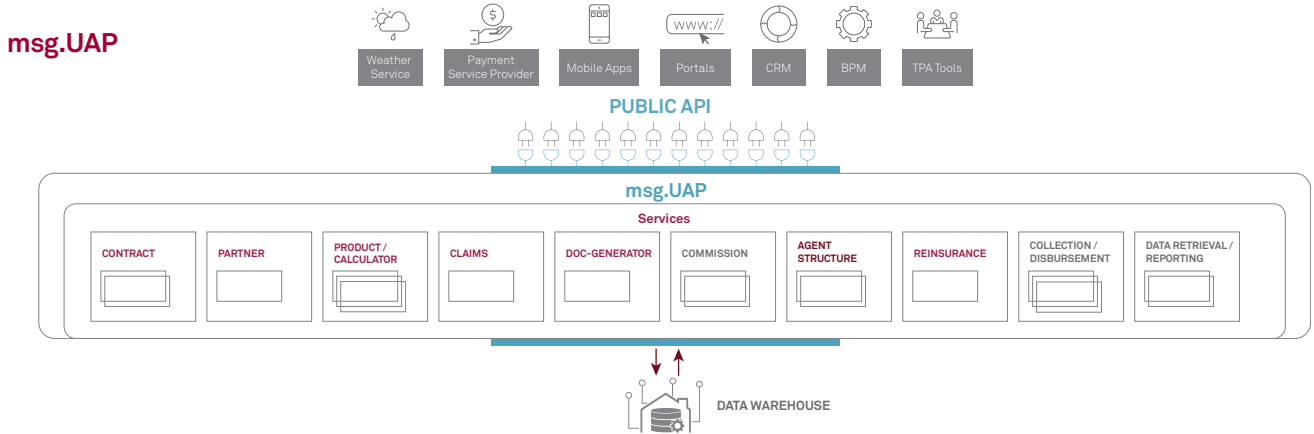 msg.UAP
www://
$
Weather
Service
Payment
Service Provider
Mobile Apps
Portals
CRM
BPM
TPA Tools
PUBLIC API
msg.UAP
Services
CONTRACT
PARTNER
PRODUCT /
CALCULATOR
CLAIMS
DOC-GENERATOR
COMMISSION
AGENT
STRUCTURE
REINSURANCE
COLLECTION /
DISBURSEMENT
DATA RETRIEVAL /
REPORTING
DATA WAREHOUSE